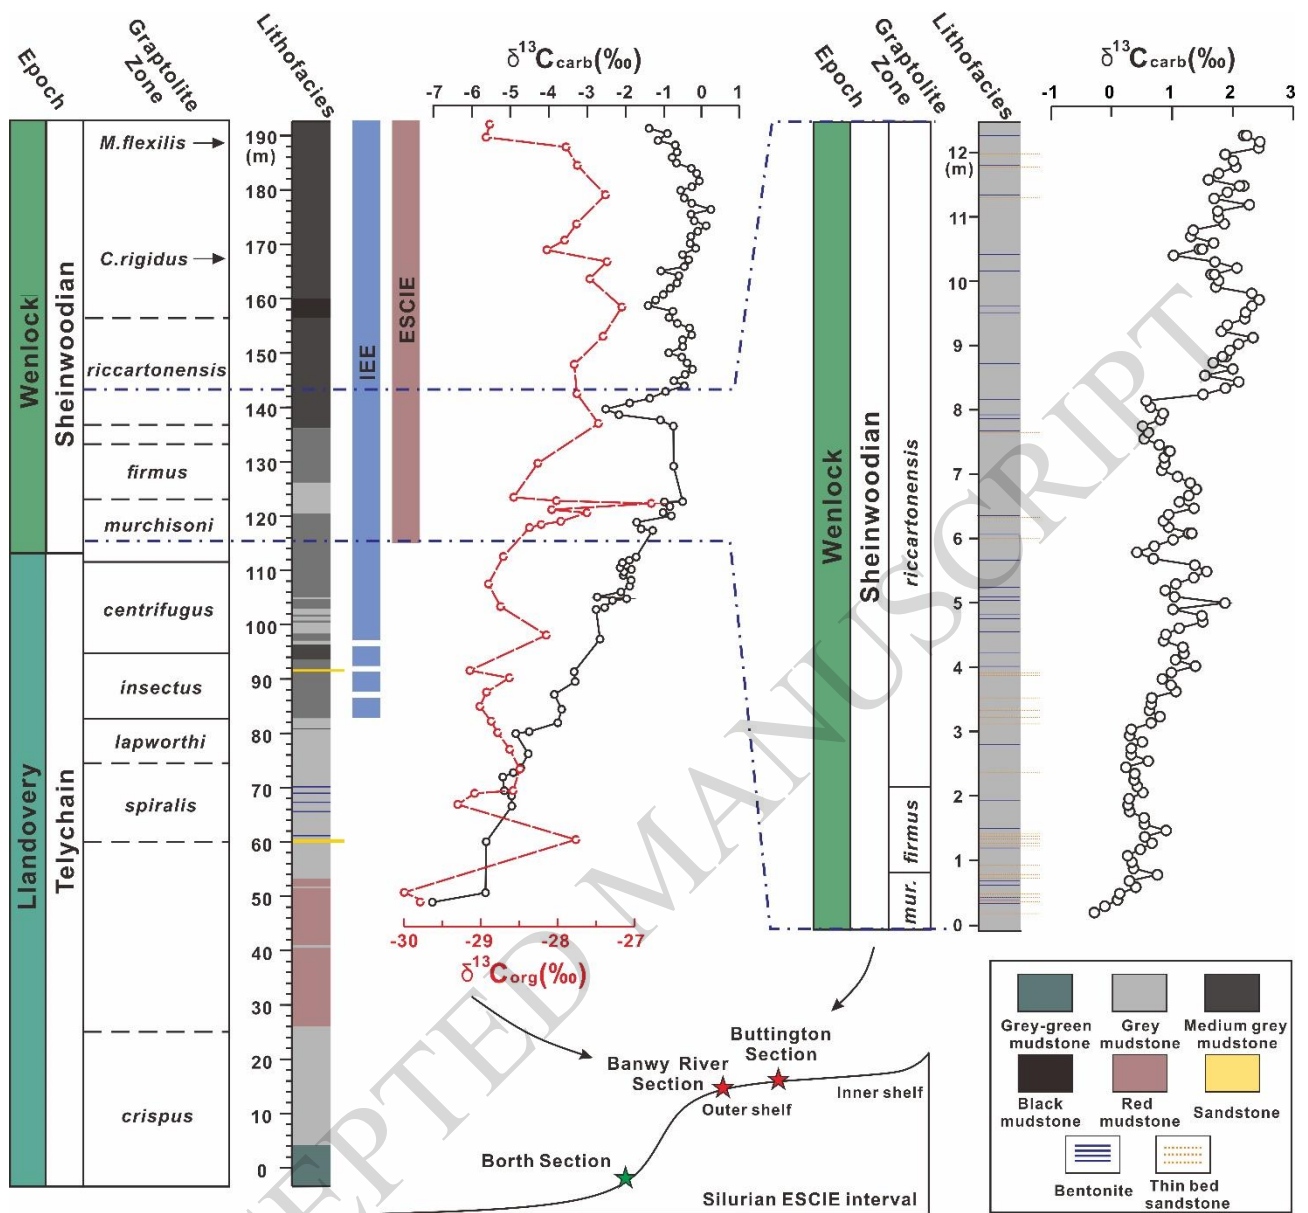 Epoch
Graptolite
Zone
Lithofacies
δ13Ccarb(‰)
-7 -6 -5 -4 -3 -2 -1 0 1
Wenlock
Llandovery
Sheinwoodian
Telychain
M.flexilis
C.rigidus
riccartonensis
firmus
murchisoni
centrifugus
insectus
lapworthi
spiralis
crispus
190
(m)
180
170
160
150
140
130
120
110
100
90
80
70
60
50
40
30
20
10
0
IEE
ESCIE
-30 -29 -28 -27
δ13Corg(‰)
Epoch
Graptolite
Zone
Lithofacies
δ13Ccarb(‰)
-1 0 1 2 3
Wenlock
Sheinwoodian
riccartonensis
firmus
mur.
12
(m)
11
10
9
8
7
6
5
4
3
2
1
0
Buttington
Section
Banwy River
Section
Outer shelf
Inner shelf
Borth Section
Silurian ESCIE interval
Grey-green
mudstone
Grey
mudstone
Medium grey
mudstone
Black
mudstone
Red
mudstone
Sandstone
Bentonite
Thin bed
sandstone
EPTED MANUSCRIPT